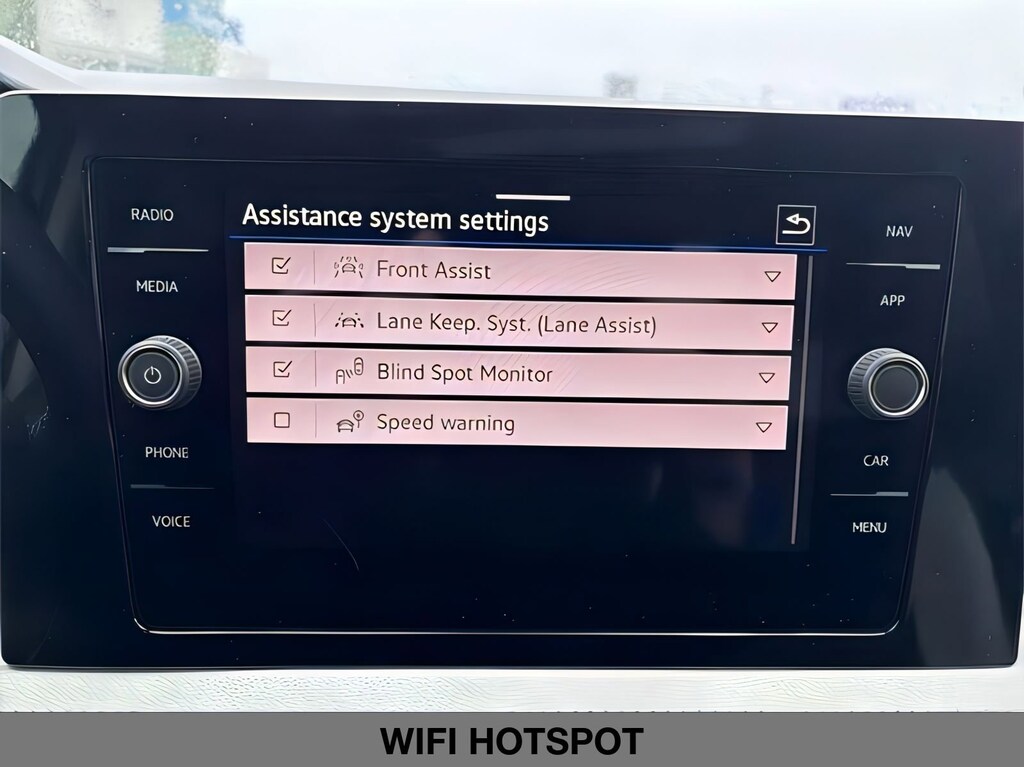 RADIO
MEDIA
PHONE
VOICE
Assistance system settings
Front Assist
Lane Keep. Syst. (Lane Assist)
Blind Spot Monitor
Speed warning
NAV
APP
CAR
MENU
WIFI HOTSPOT